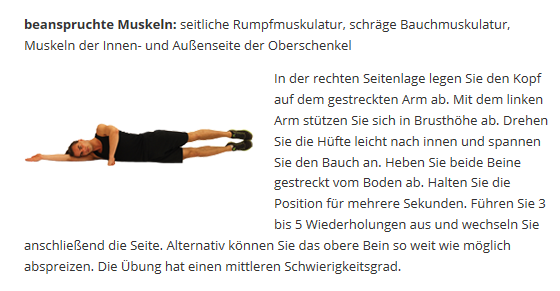 beanspruchte Muskeln: seitliche Rumpfmuskulatur, schräge Bauchmuskulatur,
Muskeln der Innen- und Außenseite der Oberschenkel
In der rechten Seitenlage legen Sie den Kopf
auf dem gestreckten Arm ab. Mit dem linken
Arm stützen Sie sich in Brusthöhe ab. Drehen
Sie die Hüfte leicht nach innen und spannen
Sie den Bauch an. Heben Sie beide Beine
gestreckt vom Boden ab. Halten Sie die
Position für mehrere Sekunden. Führen Sie 3
bis 5 Wiederholungen aus und wechseln Sie
anschließend die Seite. Alternativ können Sie das obere Bein so weit wie möglich
abspreizen. Die Übung hat einen mittleren Schwierigkeitsgrad.